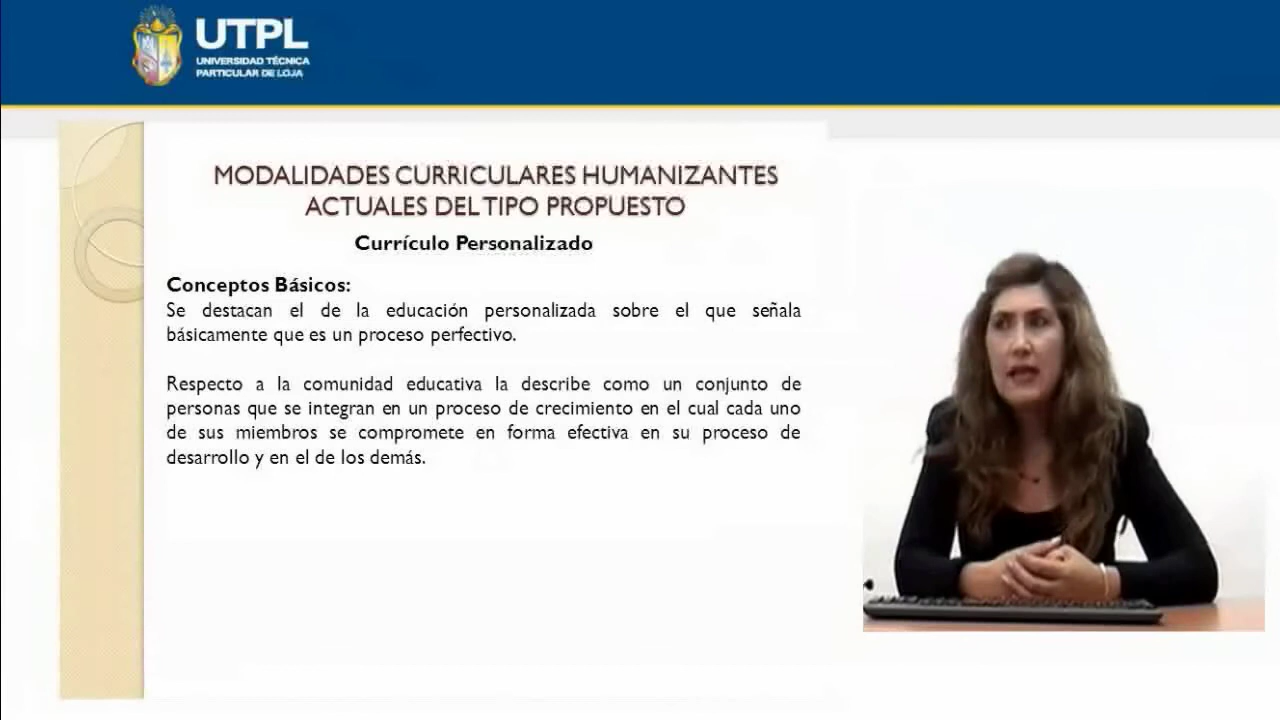 UTPL
UNIVERSIDAD TÉCNICA
PARTICULAR DE LOJA
MODALIDADES CURRICULARES HUMANIZANTES
ACTUALES DEL TIPO PROPUESTO
Currículo Personalizado
Conceptos Básicos:
Se destacan el de la educación personalizada sobre el que señala
básicamente que es un proceso perfectivo.
Respecto a la comunidad educativa la describe como un conjunto de
personas que se integran en un proceso de crecimiento en el cual cada uno
de sus miembros se compromete en forma efectiva en su proceso de
desarrollo y en el de los demás.